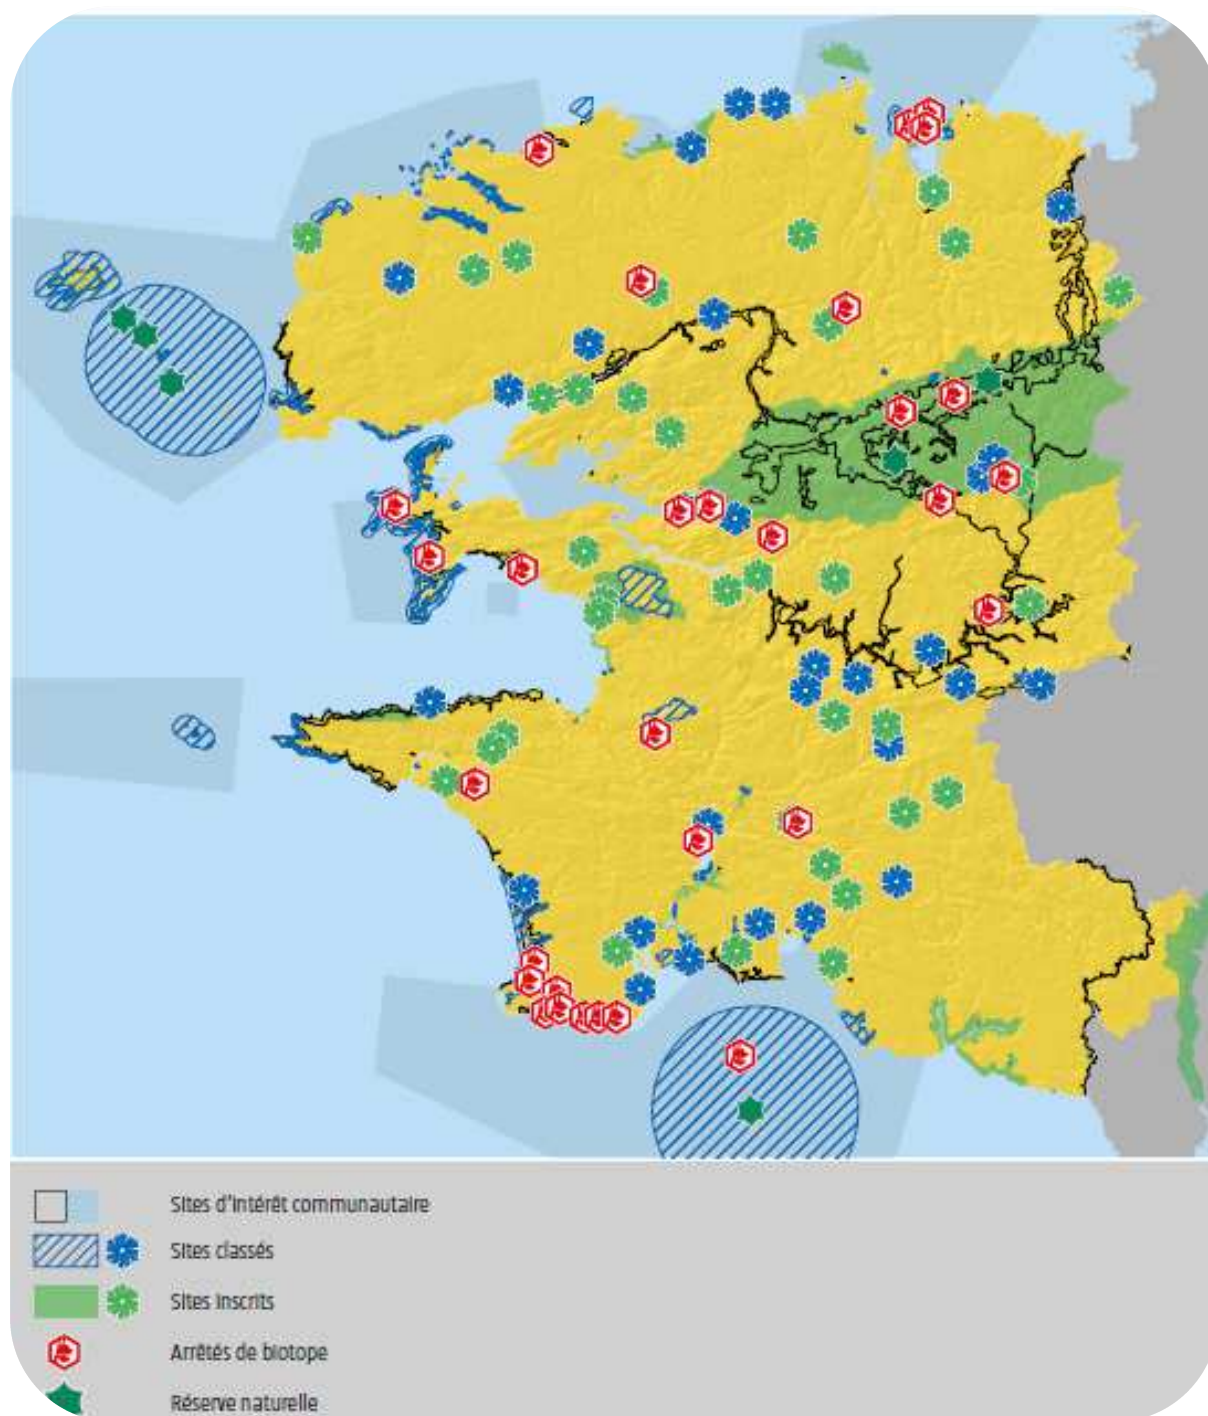 Sites d'intérêt communautaire
Sites classés
Sites inscrits
Arrêtés de biotope
Réserve naturelle